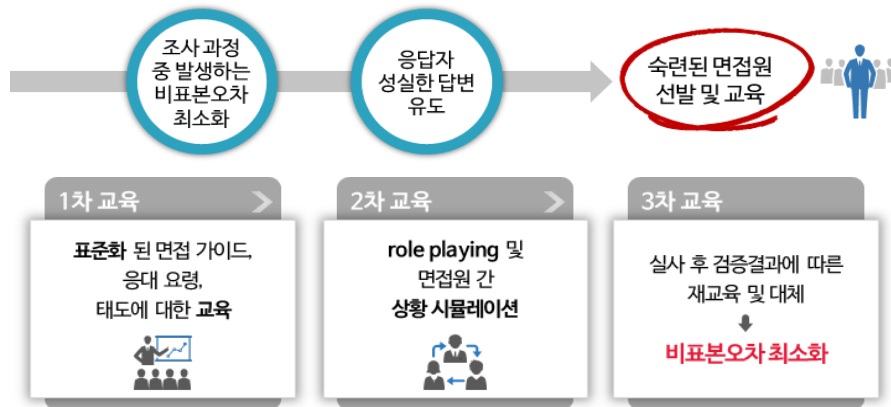 조사 과정
중 발생하는
비표본오차
최소화
응답자
성실한 답변
유도
숙련된 면접원
선발 및 교육
1차 교육
표준화 된 면접 가이드,
응대 요령,
태도에 대한 교육
2차 교육
role playing 및
면접원 간
상황 시뮬레이션
3차 교육
실사 후 검증결과에 따른
재교육 및 대체
비표본오차 최소화